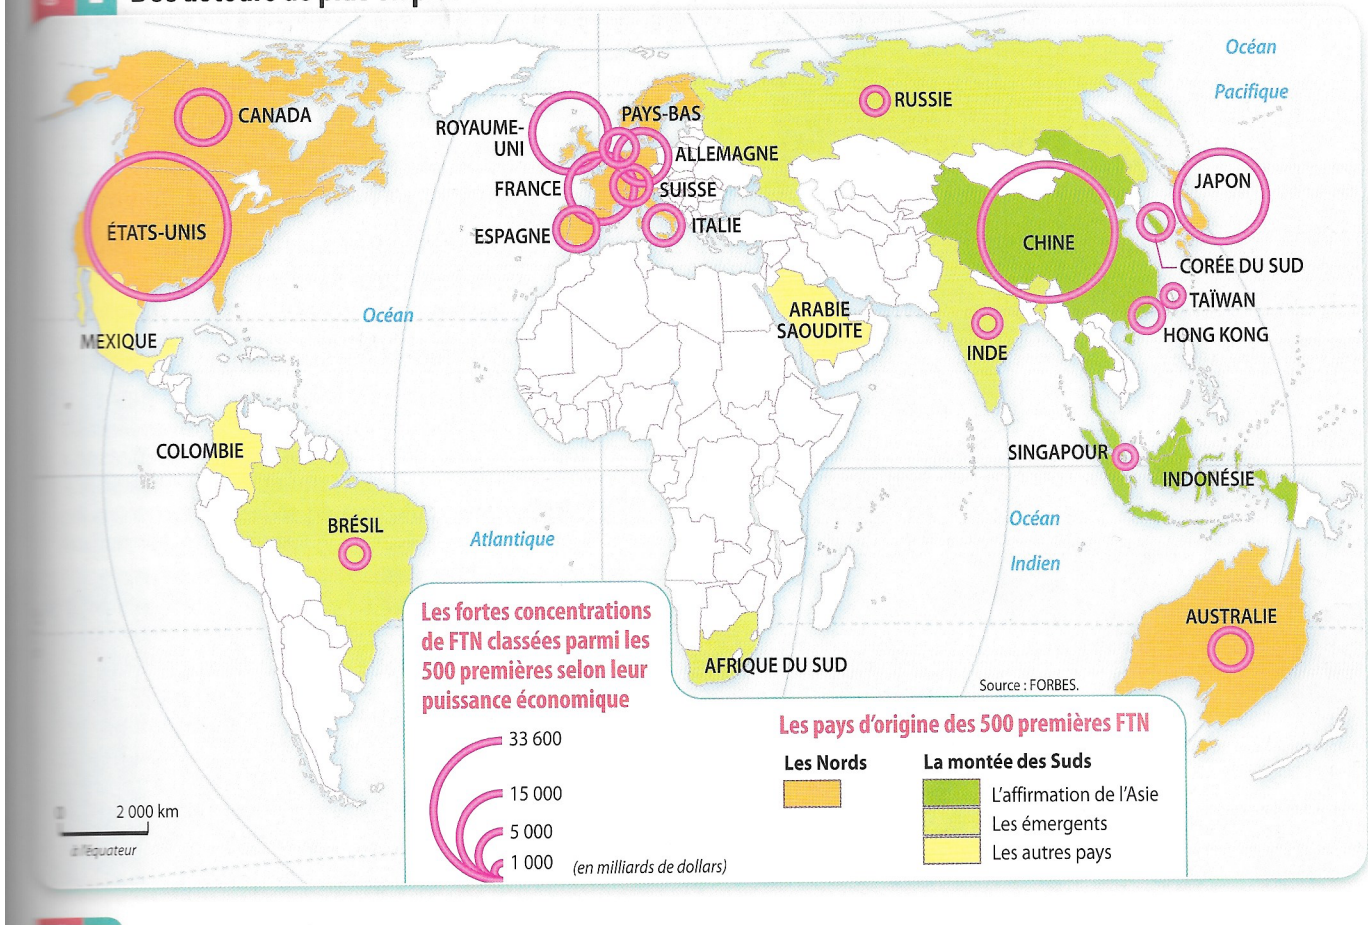 Océan
Pacifique
CANADA
ROYAUME-
UNI
PAYS-BAS
RUSSIE
ALLEMAGNE
FRANCE
SUISSE
JAPON
ÉTATS-UNIS
ESPAGNE
ITALIE
CHINE
CORÉE DU SUD
TAÏWAN
HONG KONG
Océan
ARABIE
SAOUDITE
MEXIQUE
INDE
COLOMBIE
SINGAPOUR
INDONÉSIE
BRÉSIL
Atlantique
Océan
Indien
AUSTRALIE
AFRIQUE DU SUD
Source : FORBES.
Les fortes concentrations
de FTN classées parmi les
500 premières selon leur
puissance économique
33 600
15 000
5 000
1 000
(en milliards de dollars)
Les pays d'origine des 500 premières FTN
Les Nords
La montée des Suds
L'affirmation de l'Asie
Les émergents
Les autres pays
0 2 000 km
à l'équateur